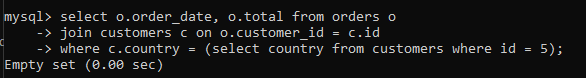 mysql> select o.order_date, o.total from orders o
    -> join customers c on o.customer_id = c.id
    -> where c.country = (select country from customers where id = 5);
Empty set (0.00 sec)